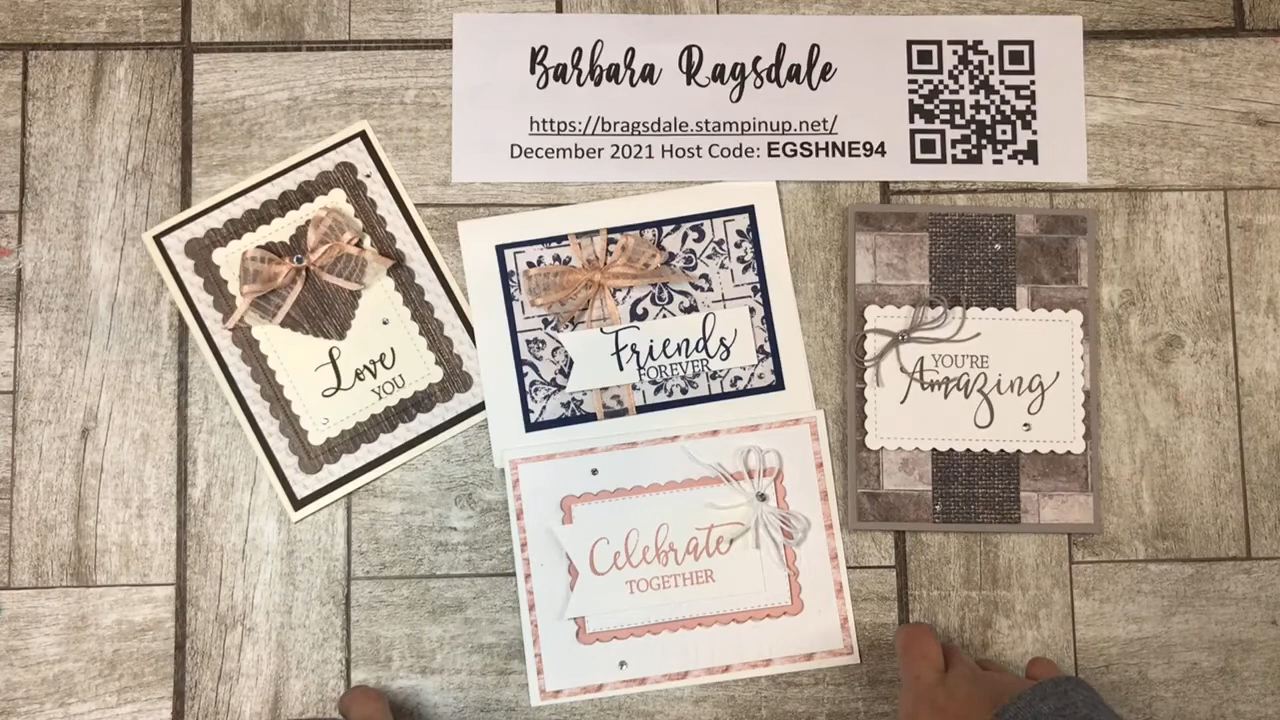 Barbara Ragsdale
https://bragsdale.stampinup.net/
December 2021 Host Code: EGSHNE94
Love
YOU
Friends
FOREVER
YOU'RE
Amazing
Celebrate
TOGETHER